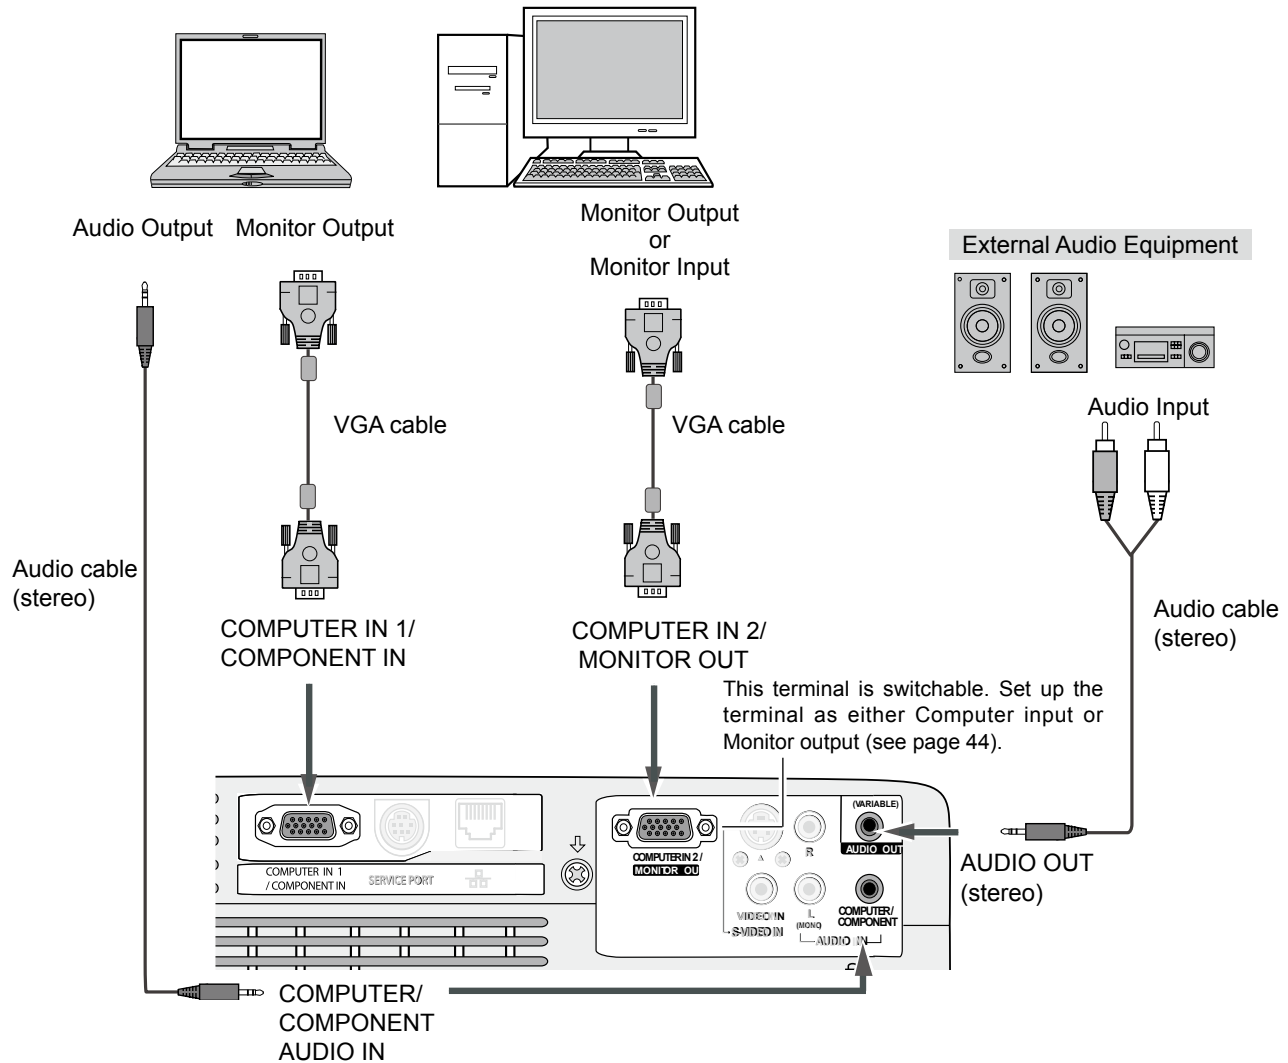 Audio Output Monitor Output
Monitor Output
or
Monitor Input
External Audio Equipment
Audio Input
VGA cable
VGA cable
Audio cable
(stereo)
Audio cable
(stereo)
COMPUTER IN 1/
COMPONENT IN
COMPUTER IN 2/
MONITOR OUT
This terminal is switchable. Set up the
terminal as either Computer input or
Monitor output (see page 44).
(VARIABLE)
AUDIO OUT
R
A
COMPUTER IN 2 /
MONITOR OU
COMPUTER IN 1
/ COMPONENT IN
SERVICE PORT
VIDEO IN
S-VIDEO IN
L
(MONO)
COMPUTER/
COMPONENT
AUDIO IN
AUDIO OUT
(stereo)
COMPUTER/
COMPONENT
AUDIO IN